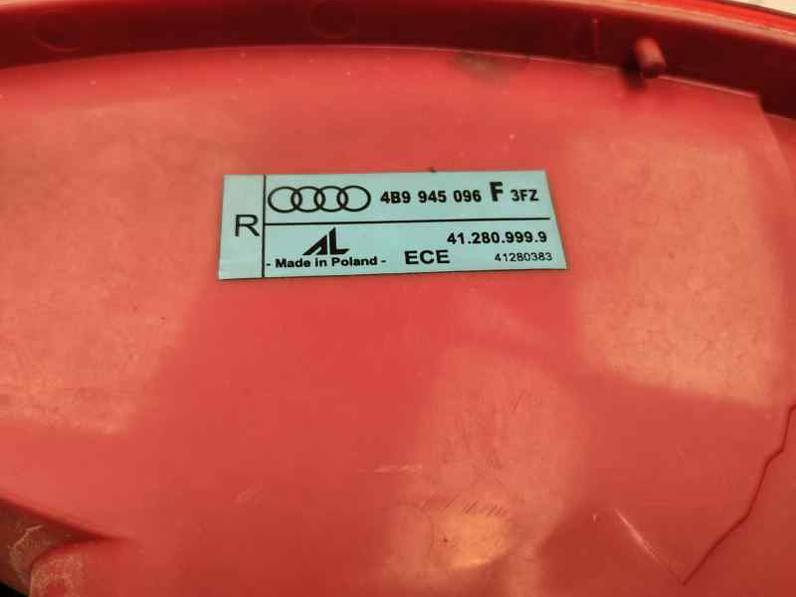 R
4B9 945 096 F 3FZ
AL 41.280.999.9
- Made in Poland - ECE 41280383